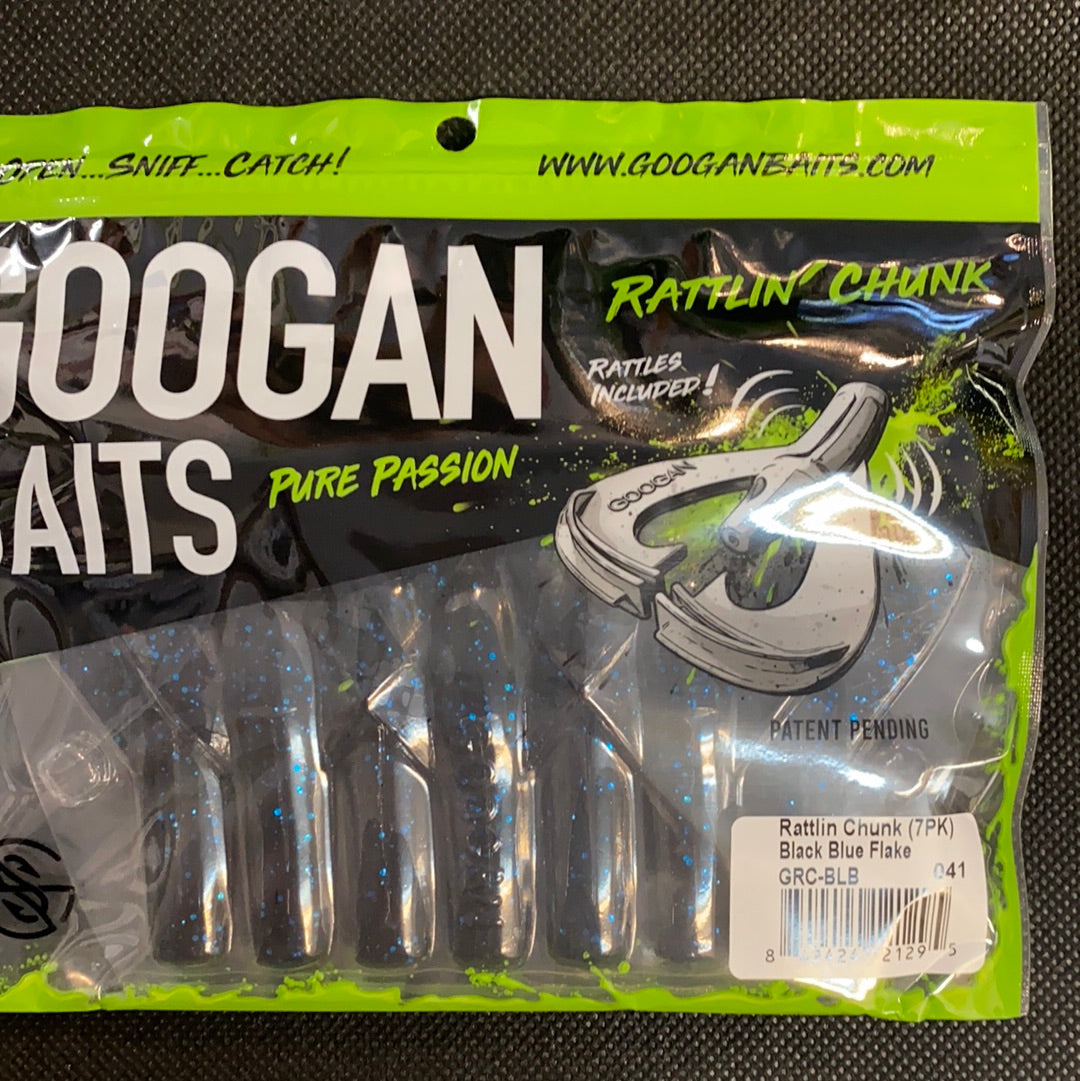 OPEN...SNIFF...CATCH!
WWW.GOOGANBAITS.COM
GOOGAN
BAITS
PURE PASSION
RATTLIN' CHUNK
RATTLES
INCLUDED!
GOOGAN
PATENT PENDING
Rattlin Chunk (7PK)
Black Blue Flake
GRC-BLB 041